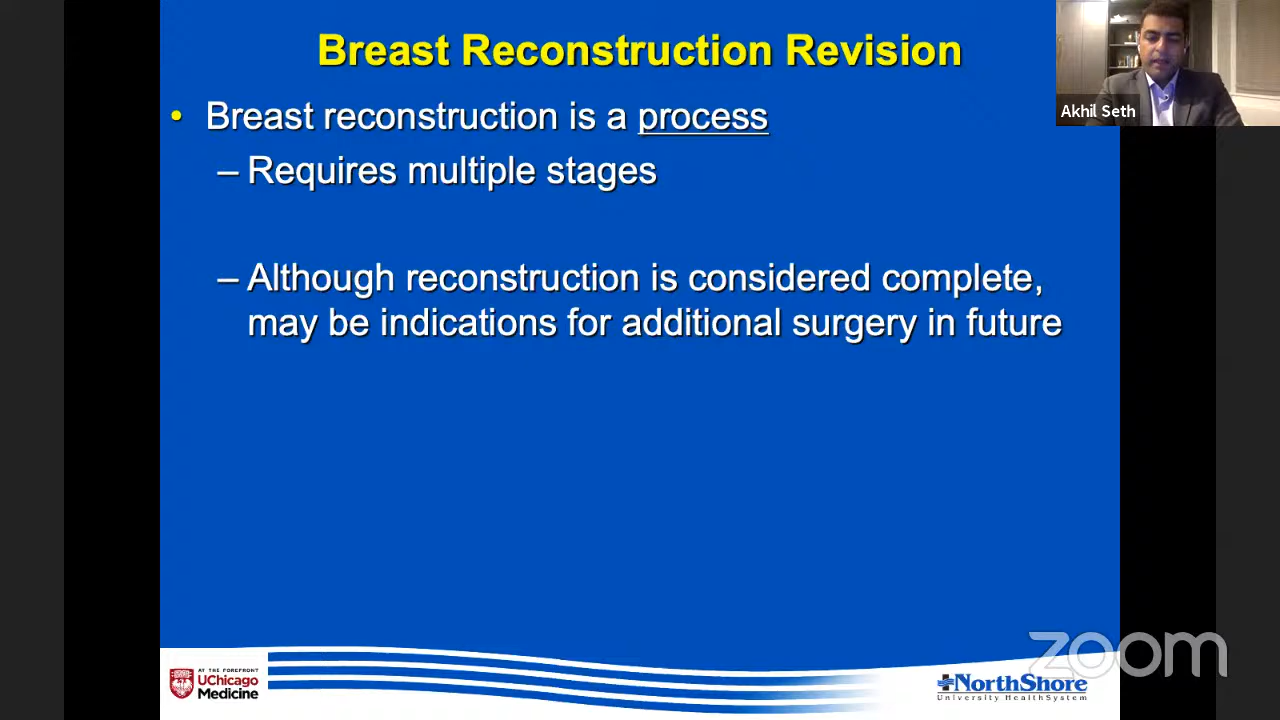 Breast Reconstruction Revision
• Breast reconstruction is a process
– Requires multiple stages
– Although reconstruction is considered complete,
may be indications for additional surgery in future
Akhil Seth
AT THE FOREFRONT
UChicago
Medicine
zoom
NorthShore
University HealthSystem